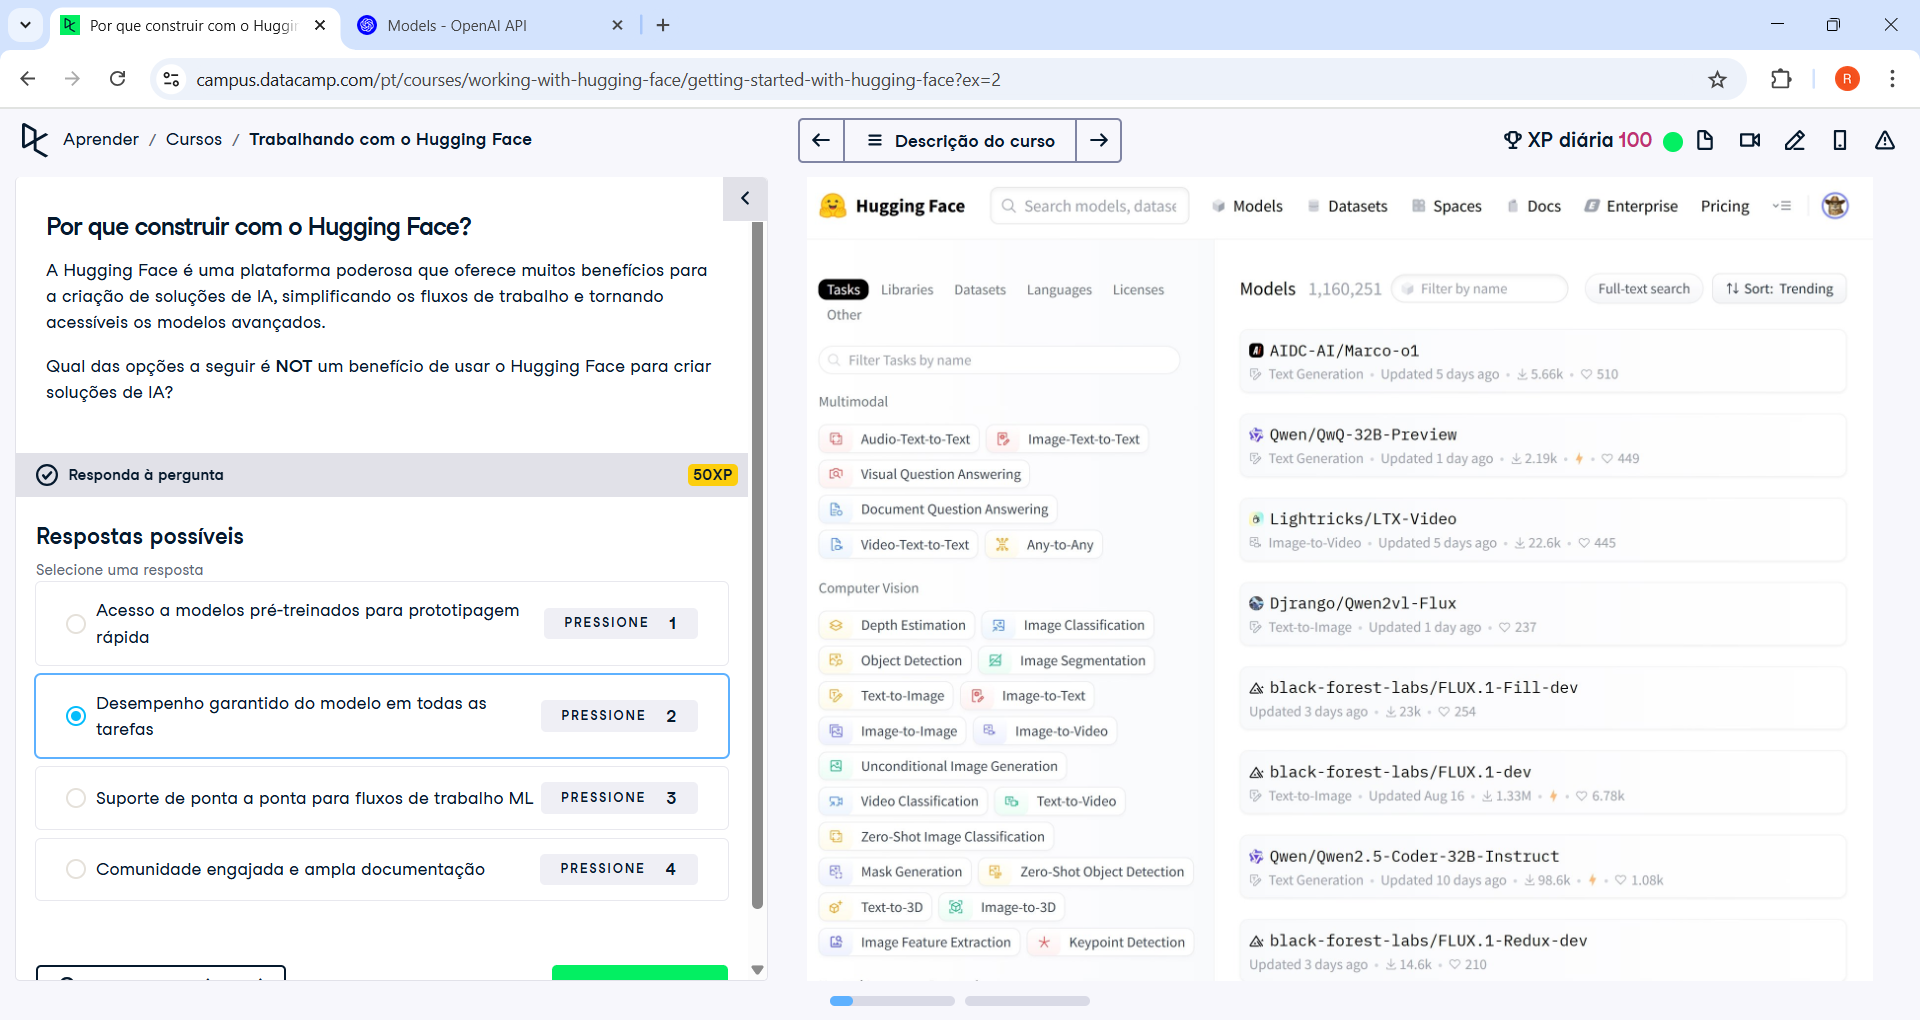 Por que construir com o Huggin
Models - OpenAI API
campus.datacamp.com/pt/courses/working-with-hugging-face/getting-started-with-hugging-face?ex=2
R
Aprender / Cursos / Trabalhando com o Hugging Face
Descrição do curso
XP diária 100
Por que construir com o Hugging Face?
A Hugging Face é uma plataforma poderosa que oferece muitos benefícios para
a criação de soluções de IA, simplificando os fluxos de trabalho e tornando
acessíveis os modelos avançados.
Qual das opções a seguir é NOT um benefício de usar o Hugging Face para criar
soluções de IA?
Responda à pergunta
50XP
Respostas possíveis
Selecione uma resposta
Acesso a modelos pré-treinados para prototipagem
rápida
PRESSIONE 1
Desempenho garantido do modelo em todas as
tarefas
PRESSIONE 2
Suporte de ponta a ponta para fluxos de trabalho ML
PRESSIONE 3
Comunidade engajada e ampla documentação
PRESSIONE 4
Hugging Face
Search models, datase
Models
Datasets
Spaces
Docs
Enterprise
Pricing
Tasks Libraries Datasets Languages Licenses
Other
Filter Tasks by name
Multimodal
Audio-Text-to-Text Image-Text-to-Text
Visual Question Answering
Document Question Answering
Video-Text-to-Text Any-to-Any
Computer Vision
Depth Estimation Image Classification
Object Detection Image Segmentation
Text-to-Image Image-to-Text
Image-to-Image Image-to-Video
Unconditional Image Generation
Video Classification Text-to-Video
Zero-Shot Image Classification
Mask Generation Zero-Shot Object Detection
Text-to-3D Image-to-3D
Image Feature Extraction Keypoint Detection
Models 1,160,251
Filter by name
Full-text search
Sort: Trending
AIDC-AI/Marco-o1
Text Generation • Updated 5 days ago • 5.66k • 510
Qwen/QwQ-32B-Preview
Text Generation • Updated 1 day ago • 2.19k • • 449
Lightricks/LTX-Video
Image-to-Video • Updated 5 days ago • 22.6k • 445
Djrango/Qwen2vl-Flux
Text-to-Image • Updated 1 day ago • 237
black-forest-labs/FLUX.1-Fill-dev
Updated 3 days ago • 23k • 254
black-forest-labs/FLUX.1-dev
Text-to-Image • Updated Aug 16 • 1.33M • • 6.78k
Qwen/Qwen2.5-Coder-32B-Instruct
Text Generation • Updated 10 days ago • 98.6k • • 1.08k
black-forest-labs/FLUX.1-Redux-dev
Updated 3 days ago • 14.6k • 210